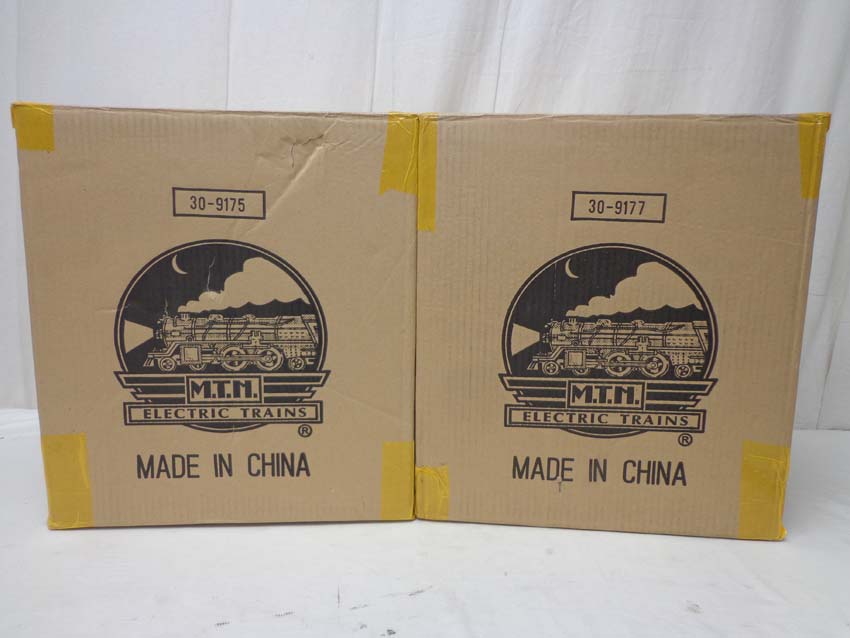 30-9175
M.T.H.
ELECTRIC TRAINS
®
MADE IN CHINA
30-9177
M.T.H.
ELECTRIC TRAINS
®
MADE IN CHINA